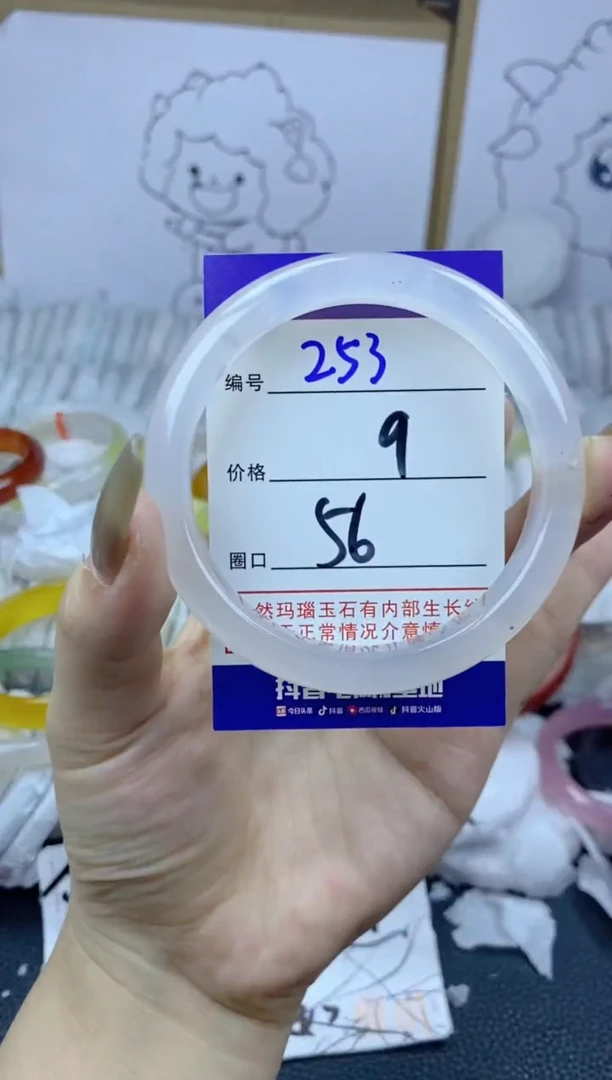 编号 253
价格 9
圈口 56
然玛瑙玉石有内部生长纟
正常情况介意慎
抖音
今日头条 抖音 西瓜视频 抖音火山版